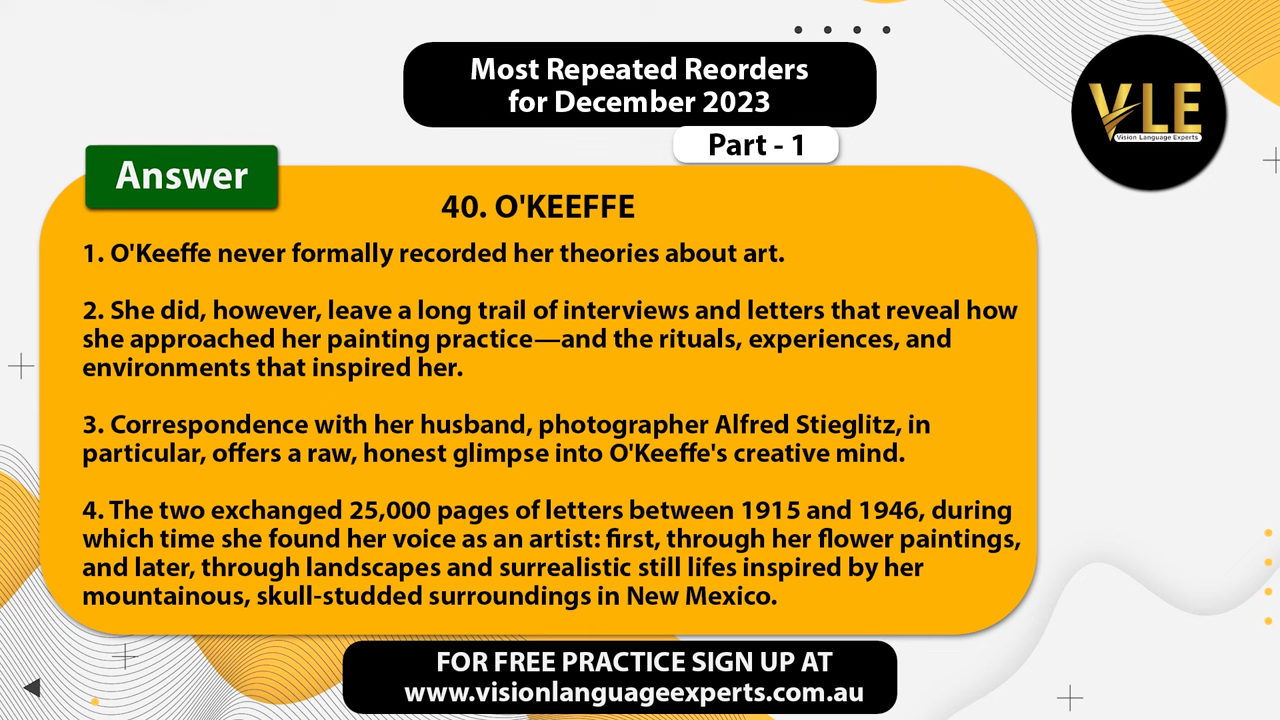 Most Repeated Reorders
for December 2023
Part - 1
VLE
Vision Language Experts
Answer
40. O'KEEFFE
1. O'Keeffe never formally recorded her theories about art.
2. She did, however, leave a long trail of interviews and letters that reveal how
she approached her painting practice—and the rituals, experiences, and
environments that inspired her.
3. Correspondence with her husband, photographer Alfred Stieglitz, in
particular, offers a raw, honest glimpse into O'Keeffe's creative mind.
4. The two exchanged 25,000 pages of letters between 1915 and 1946, during
which time she found her voice as an artist: first, through her flower paintings,
and later, through landscapes and surrealistic still lifes inspired by her
mountainous, skull-studded surroundings in New Mexico.
FOR FREE PRACTICE SIGN UP AT
www.visionlanguageexperts.com.au